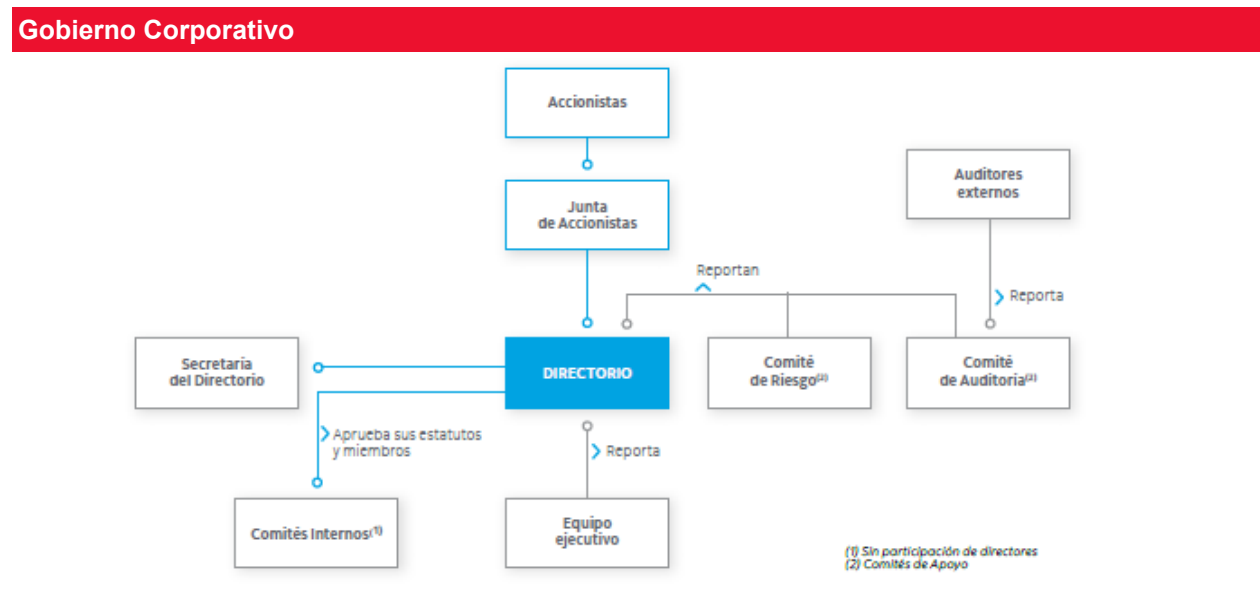 Gobierno Corporativo
Accionistas
Auditores
externos
Junta
de Accionistas
Reportan
Reporta
Secretaría
del Directorio
DIRECTORIO
Comité
de Riesgo(2)
Comité
de Auditoria(2)
Aprueba sus estatutos
y miembros
Reporta
Comités Internos(1)
Equipo
ejecutivo
(1) Sin participación de directores
(2) Comités de Apoyo